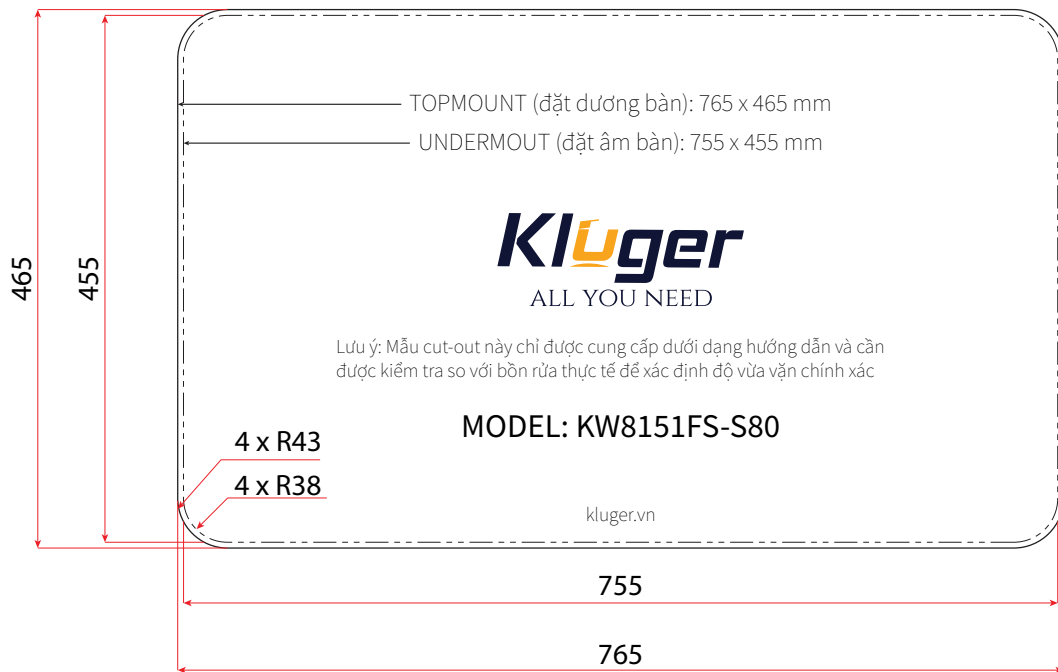 TOPMOUNT (đặt dương bàn): 765 x 465 mm
UNDERMOUT (đặt âm bàn): 755 x 455 mm
465
455
Kluger
ALL YOU NEED
Lưu ý: Mẫu cut-out này chỉ được cung cấp dưới dạng hướng dẫn và cần
được kiểm tra so với bồn rửa thực tế để xác định độ vừa vặn chính xác
MODEL: KW8151FS-S80
4 x R43
4 x R38
kluger.vn
755
765